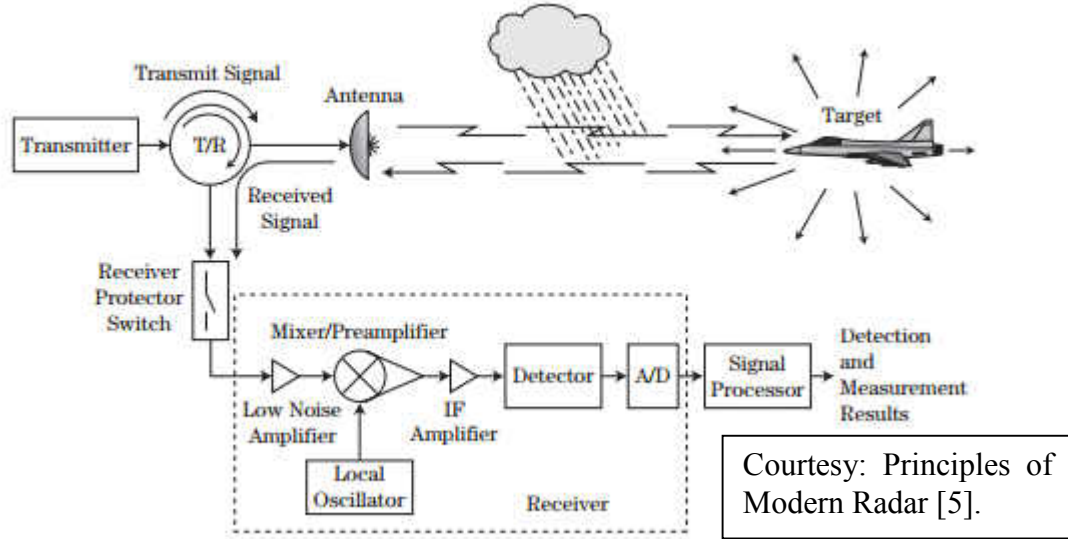 Transmit Signal
Antenna
Target
Transmitter
T/R
Received
Signal
Receiver
Protector
Switch
Mixer/Preamplifier
Detector
A/D
Signal
Processor
Detection
and
Measurement
Results
Low Noise
Amplifier
IF
Amplifier
Local
Oscillator
Receiver
Courtesy: Principles of
Modern Radar [5].